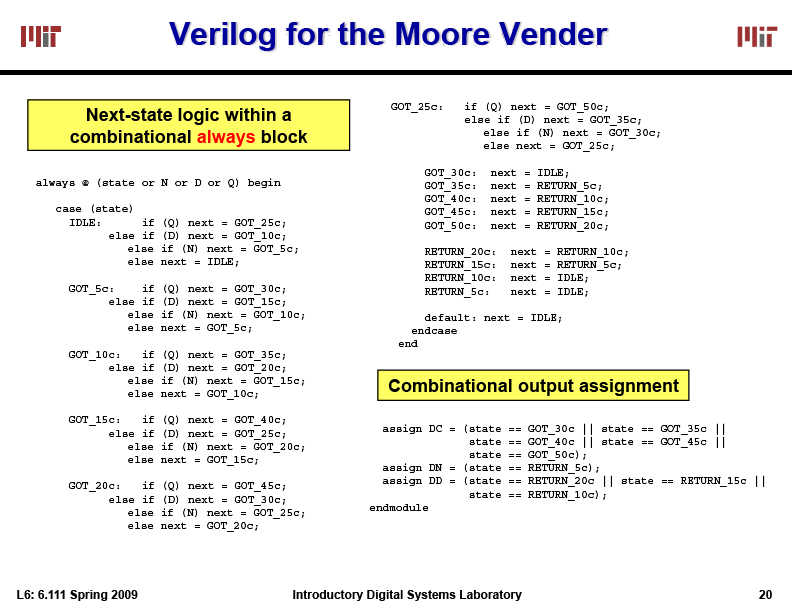 MIT
Verilog for the Moore Vender
MIT
Next-state logic within a
combinational always block
always @ (state or N or D or Q) begin
case (state)
IDLE: if (Q) next = GOT_25c;
else if (D) next = GOT_10c;
else if (N) next = GOT_5c;
else next = IDLE;
GOT_5c: if (Q) next = GOT_30c;
else if (D) next = GOT_15c;
else if (N) next = GOT_10c;
else next = GOT_5c;
GOT_10c: if (Q) next = GOT_35c;
else if (D) next = GOT_20c;
else if (N) next = GOT_15c;
else next = GOT_10c;
GOT_15c: if (Q) next = GOT_40c;
else if (D) next = GOT_25c;
else if (N) next = GOT_20c;
else next = GOT_15c;
GOT_20c: if (Q) next = GOT_45c;
else if (D) next = GOT_30c;
else if (N) next = GOT_25c;
else next = GOT_20c;
GOT_25c: if (Q) next = GOT_50c;
else if (D) next = GOT_35c;
else if (N) next = GOT_30c;
else next = GOT_25c;
GOT_30c: next = IDLE;
GOT_35c: next = RETURN_5c;
GOT_40c: next = RETURN_10c;
GOT_45c: next = RETURN_15c;
GOT_50c: next = RETURN_20c;
RETURN_20c: next = RETURN_10c;
RETURN_15c: next = RETURN_5c;
RETURN_10c: next = IDLE;
RETURN_5c: next = IDLE;
default: next = IDLE;
endcase
end
Combinational output assignment
assign DC = (state == GOT_30c || state == GOT_35c ||
state == GOT_40c || state == GOT_45c ||
state == GOT_50c);
assign DN = (state == RETURN_5c);
assign DD = (state == RETURN_20c || state == RETURN_15c ||
state == RETURN_10c);
endmodule
L6: 6.111 Spring 2009
Introductory Digital Systems Laboratory
20